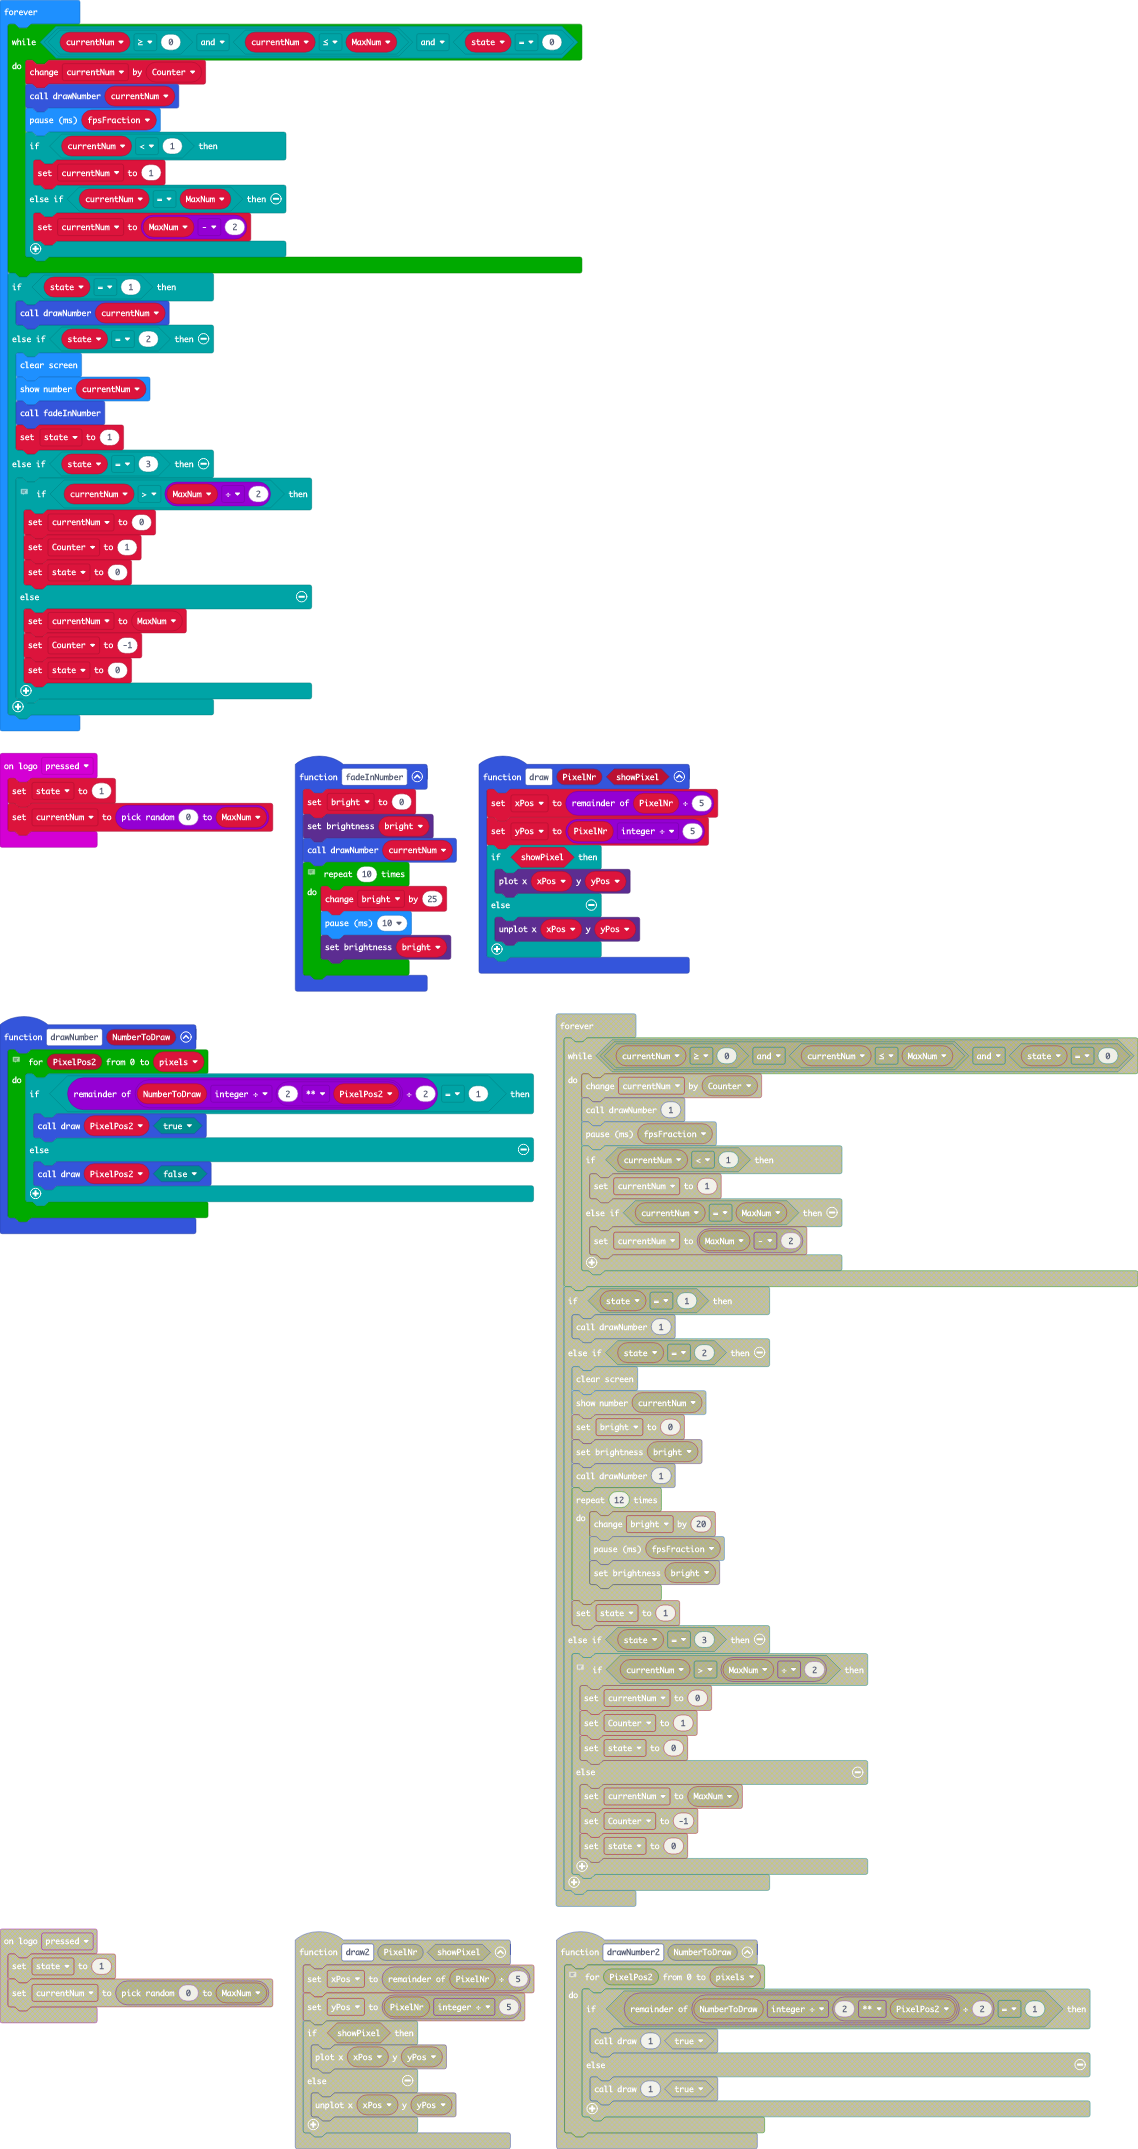 forever
while currentNum ≥ 0 and currentNum ≤ MaxNum and state = 0
do
change currentNum by Counter
call drawNumber currentNum
pause (ms) fpsFraction
if currentNum < 1 then
set currentNum to 1
else if currentNum = MaxNum then
set currentNum to MaxNum - 2
if state = 1 then
call drawNumber currentNum
else if state = 2 then
clear screen
show number currentNum
call fadeInNumber
set state to 1
else if state = 3 then
if currentNum > MaxNum ÷ 2 then
set currentNum to 0
set Counter to 1
set state to 0
else
set currentNum to MaxNum
set Counter to -1
set state to 0
on logo pressed
set state to 1
set currentNum to pick random 0 to MaxNum
function fadeInNumber
set bright to 0
set brightness bright
call drawNumber currentNum
repeat 10 times
do
change bright by 25
pause (ms) 10
set brightness bright
function draw PixelNr showPixel
set xPos to remainder of PixelNr ÷ 5
set yPos to PixelNr integer ÷ 5
if showPixel then
plot x xPos y yPos
else
unplot x xPos y yPos
function drawNumber NumberToDraw
for PixelPos2 from 0 to pixels
do
if remainder of NumberToDraw integer ÷ 2 ** PixelPos2 ÷ 2 = 1 then
call draw PixelPos2 true
else
call draw PixelPos2 false
forever
while currentNum ≥ 0 and currentNum ≤ MaxNum and state = 0
do
change currentNum by Counter
call drawNumber 1
pause (ms) fpsFraction
if currentNum < 1 then
set currentNum to 1
else if currentNum = MaxNum then
set currentNum to MaxNum - 2
if state = 1 then
call drawNumber 1
else if state = 2 then
clear screen
show number currentNum
set bright to 0
set brightness bright
call drawNumber 1
repeat 12 times
do
change bright by 20
pause (ms) fpsFraction
set brightness bright
set state to 1
else if state = 3 then
if currentNum > MaxNum ÷ 2 then
set currentNum to 0
set Counter to 1
set state to 0
else
set currentNum to MaxNum
set Counter to -1
set state to 0
on logo pressed
set state to 1
set currentNum to pick random 0 to MaxNum
function draw2 PixelNr showPixel
set xPos to remainder of PixelNr ÷ 5
set yPos to PixelNr integer ÷ 5
if showPixel then
plot x xPos y yPos
else
unplot x xPos y yPos
function drawNumber2 NumberToDraw
for PixelPos2 from 0 to pixels
do
if remainder of NumberToDraw integer ÷ 2 ** PixelPos2 ÷ 2 = 1 then
call draw 1 true
else
call draw 1 true